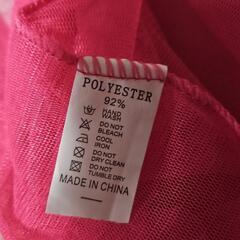 POLYESTER
92%
HAND
WASH
DO NOT
BLEACH
COOL
IRON
DO NOT
DRY CLEAN
DO NOT
TUMBLE DRY
MADE IN CHINA